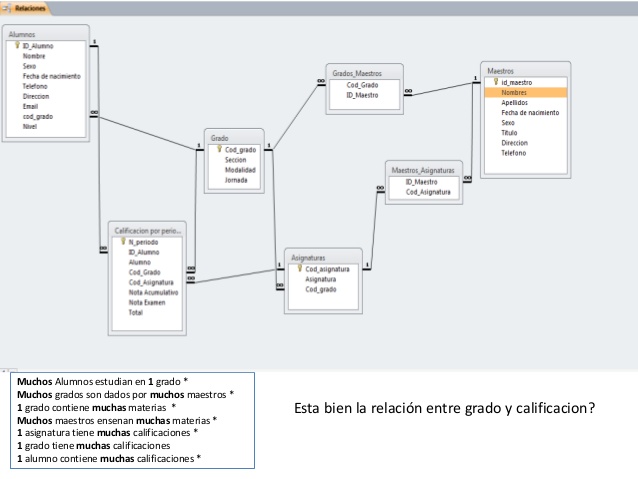 Relaciones
Alumnos
ID_Alumno
Nombre
Sexo
Fecha de nacimiento
Telefono
Direccion
Email
cod_grado
Nivel
Grados_Maestros
Cod_Grado
ID_Maestro
Maestros
id_maestro
Nombres
Apellidos
Fecha de nacimiento
Sexo
Titulo
Direccion
Telefono
Grado
Cod_grado
Seccion
Modalidad
Jornada
Maestros_Asignaturas
ID_Maestro
Cod_Asignatura
Calificacion por perio...
N_periodo
ID_Alumno
Alumno
Cod_Grado
Cod_Asignatura
Nota Acumulativo
Nota Examen
Total
Asignaturas
Cod_asignatura
Asignatura
Cod_grado
1
∞
1
∞
∞
1
∞
∞
1
1
∞
∞
1
∞
1
∞
1
∞
Muchos Alumnos estudian en 1 grado *
Muchos grados son dados por muchos maestros *
1 grado contiene muchas materias *
Muchos maestros ensenan muchas materias *
1 asignatura tiene muchas calificaciones *
1 grado tiene muchas calificaciones
1 alumno contiene muchas calificaciones *
Esta bien la relación entre grado y calificacion?